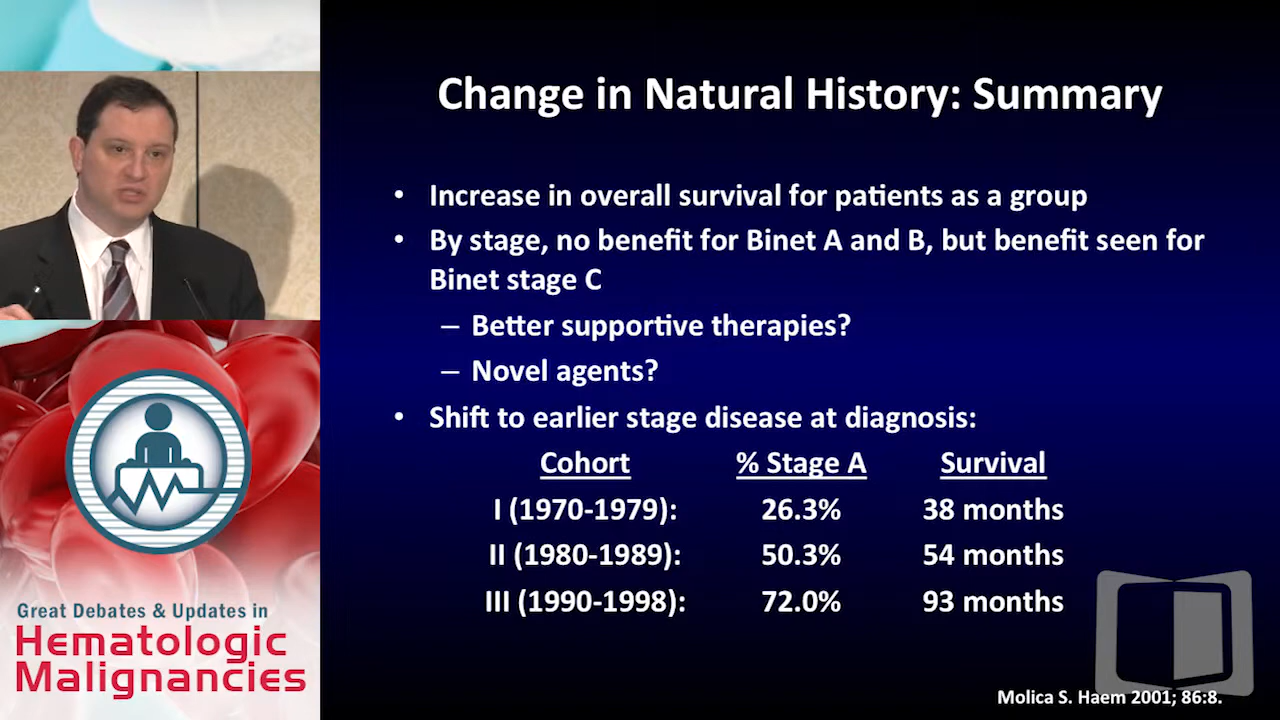 Change in Natural History: Summary
• Increase in overall survival for patients as a group
• By stage, no benefit for Binet A and B, but benefit seen for
Binet stage C
– Better supportive therapies?
– Novel agents?
• Shift to earlier stage disease at diagnosis:
Cohort % Stage A Survival
I (1970-1979): 26.3% 38 months
II (1980-1989): 50.3% 54 months
III (1990-1998): 72.0% 93 months
Molica S. Haem 2001; 86:8.
Great Debates & Updates in
Hematologic
Malignancies